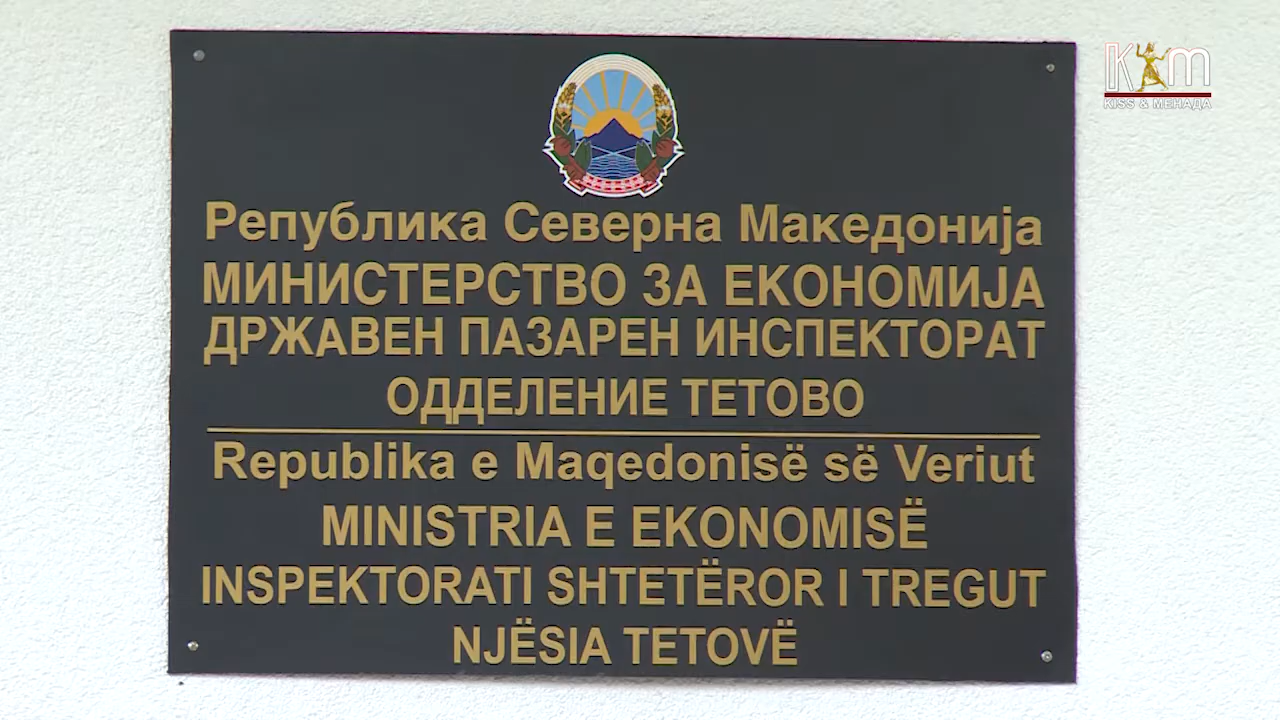 K m
KISS & МЕНАДА
Република Северна Македонија
МИНИСТЕРСТВО ЗА ЕКОНОМИЈА
ДРЖАВЕН ПАЗАРЕН ИНСПЕКТОРАТ
ОДДЕЛЕНИЕ ТЕТОВО
Republika e Maqedonisë së Veriut
MINISTRIA E EKONOMISË
INSPEKTORATI SHTETËROR I TREGUT
NJËSIA TETOVË